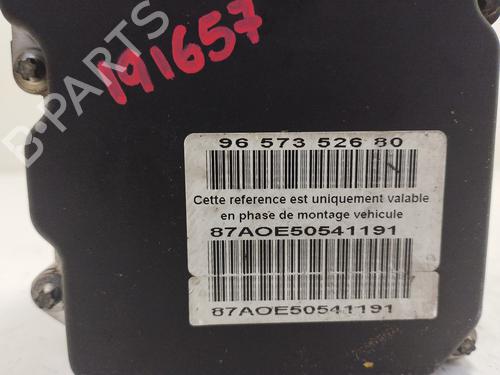 191657
B-PARTS
96 573 526 80
Cette reference est uniquement valable
en phase de montage vehicule
87AOE50541191
87AOE50541191